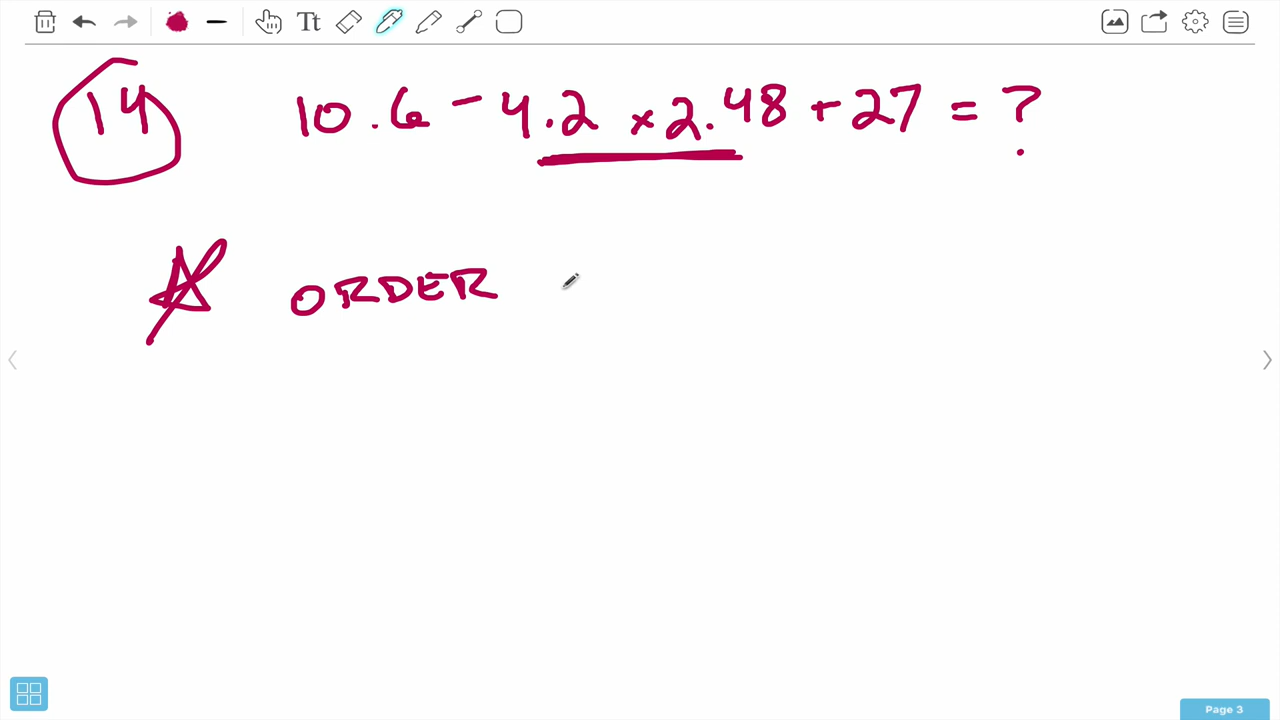 Tt
14
10.6 - 4.2 × 2.48 + 27 = ?
ORDER
Page 3